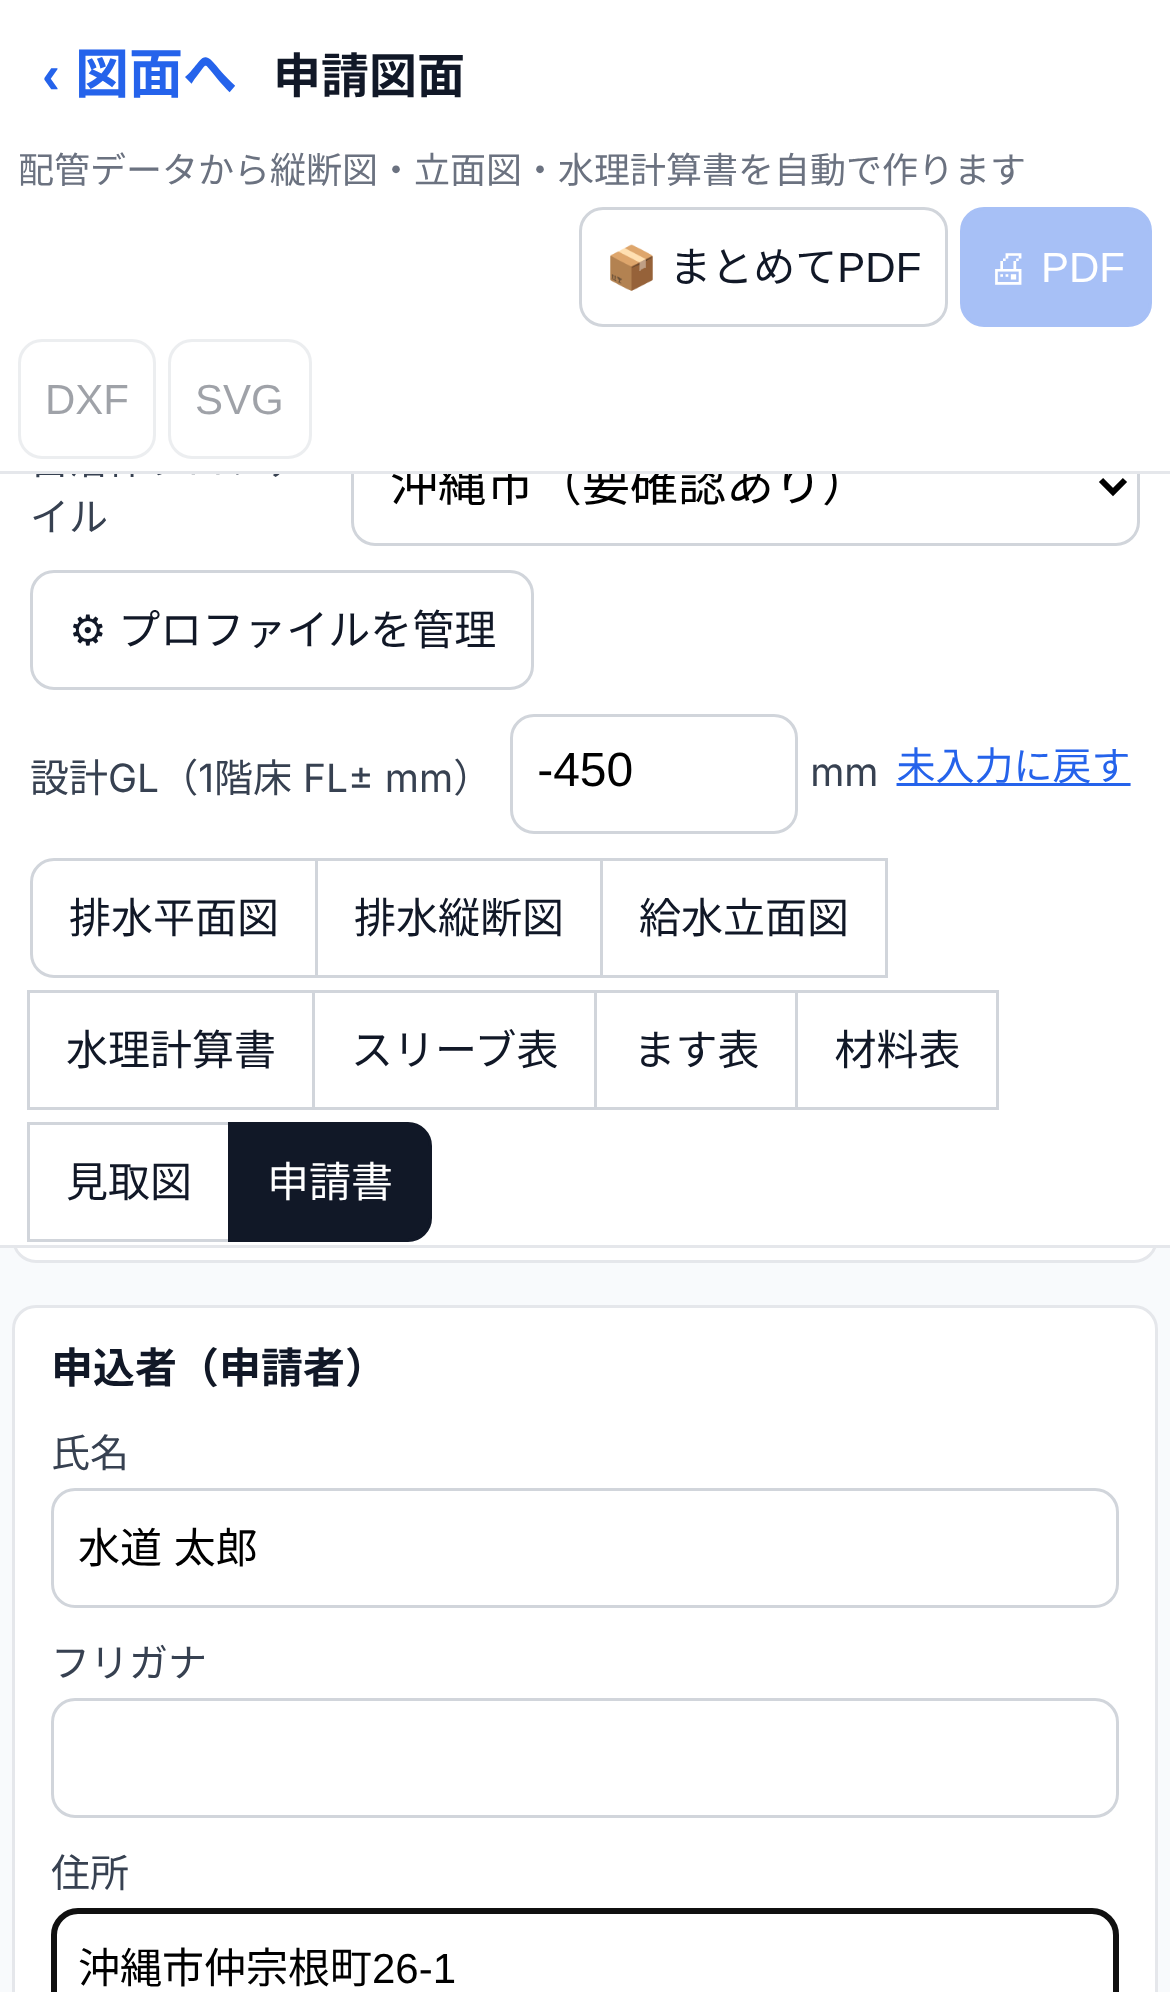 ‹ 図面へ 申請図面
配管データから縦断図・立面図・水理計算書を自動で作ります
📦 まとめてPDF 🖨 PDF
DXF SVG
沖縄市（要確認あり）
イル
⚙ プロファイルを管理
設計GL（1階床 FL± mm） -450 mm 未入力に戻す
排水平面図 排水縦断図 給水立面図
水理計算書 スリーブ表 ます表 材料表
見取図 申請書
申込者（申請者）
氏名
水道 太郎
フリガナ
住所
沖縄市仲宗根町26-1